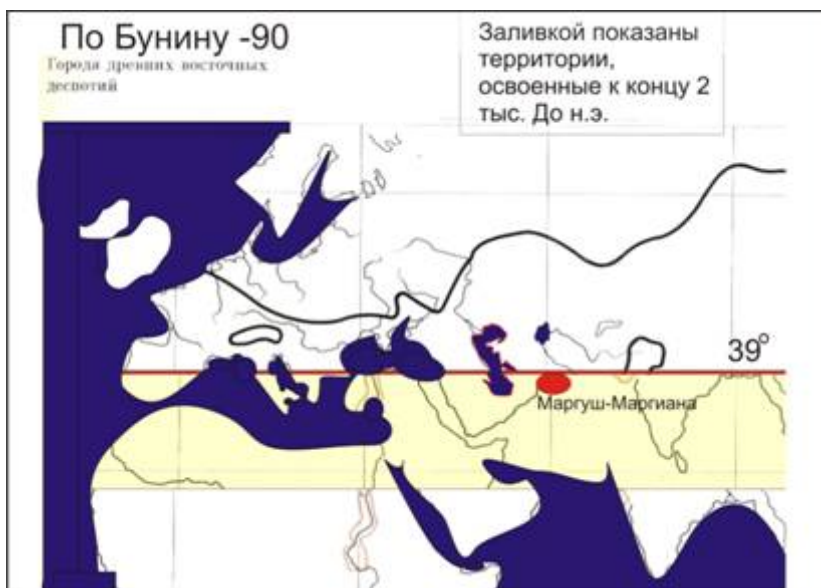 По Бунину -90
Города древних восточных
деспотий
Заливкой показаны
территории,
освоенные к концу 2
тыс. До н.э.
39°
Маргуш-Маргиана